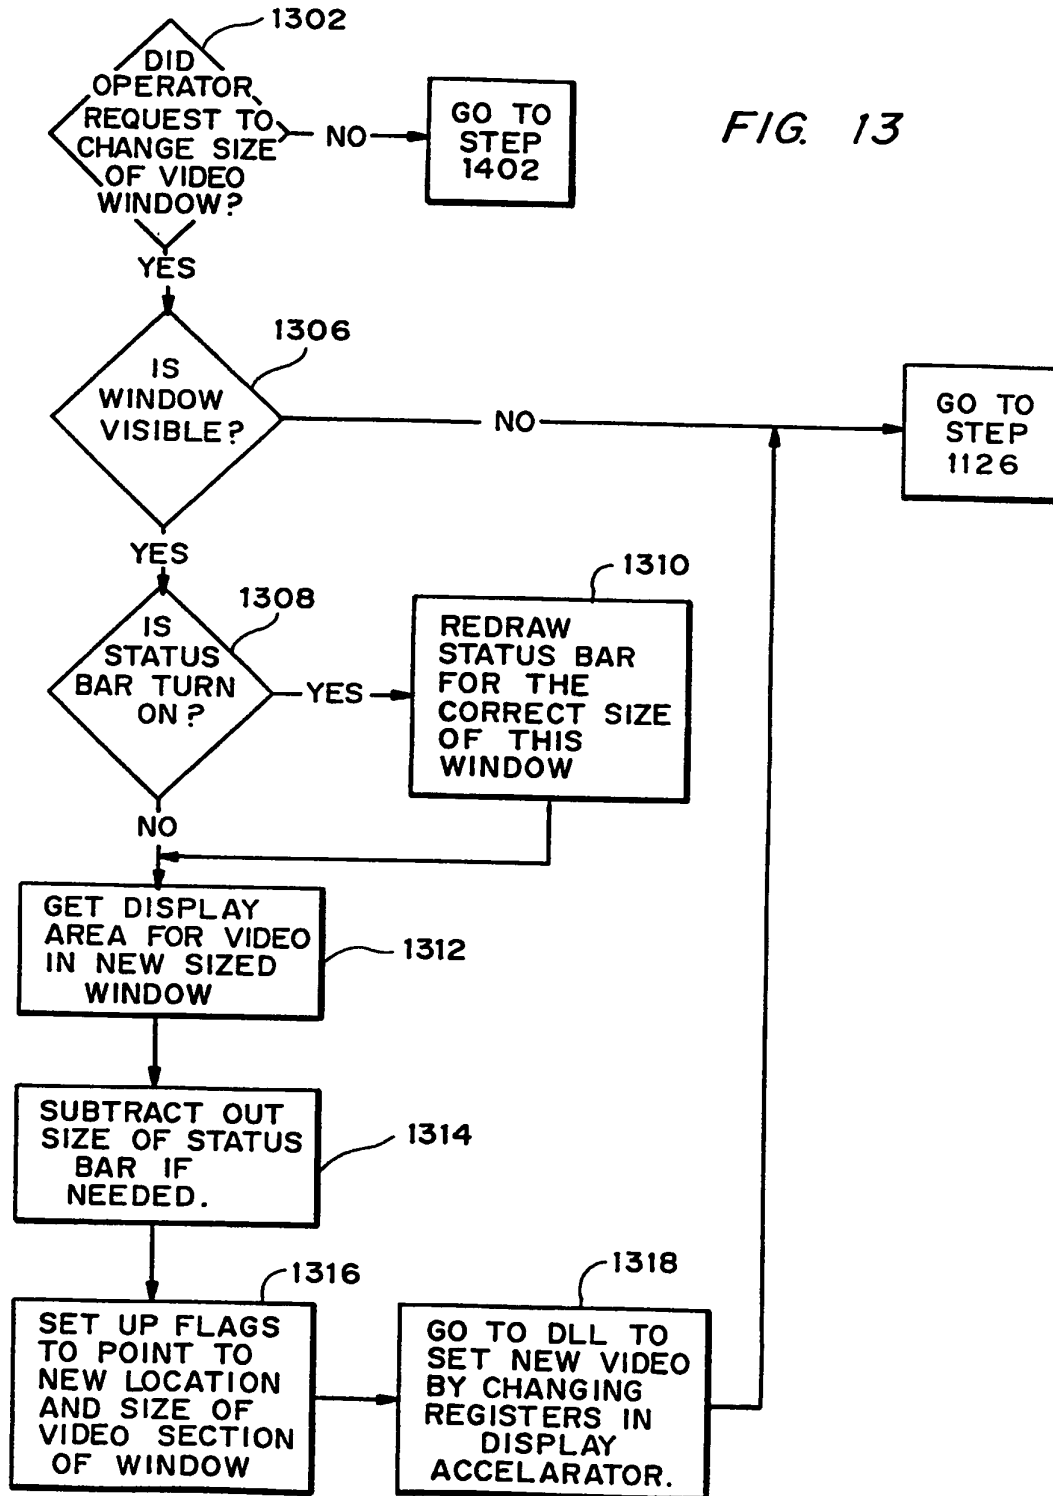 1302
DID
OPERATOR
REQUEST TO
CHANGE SIZE
OF VIDEO
WINDOW?
NO
GO TO
STEP
1402
FIG. 13
YES
1306
IS
WINDOW
VISIBLE?
NO
GO TO
STEP
1126
YES
1308
IS
STATUS
BAR TURN
ON?
YES
1310
REDRAW
STATUS BAR
FOR THE
CORRECT SIZE
OF THIS
WINDOW
NO
GET DISPLAY
AREA FOR VIDEO
IN NEW SIZED
WINDOW
1312
SUBTRACT OUT
SIZE OF STATUS
BAR IF
NEEDED.
1314
1316
SET UP FLAGS
TO POINT TO
NEW LOCATION
AND SIZE OF
VIDEO SECTION
OF WINDOW
1318
GO TO DLL TO
SET NEW VIDEO
BY CHANGING
REGISTERS IN
DISPLAY
ACCELARATOR.